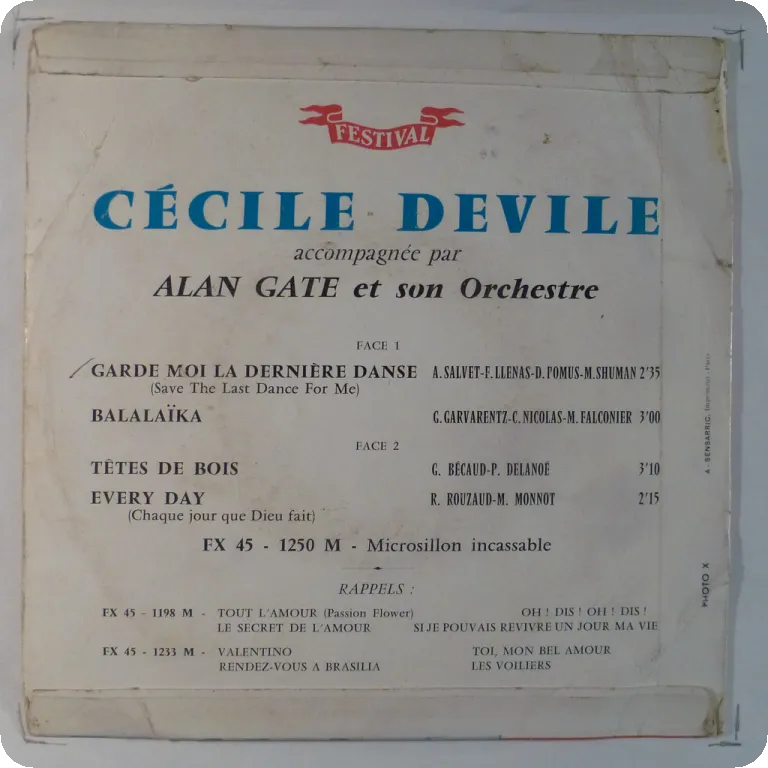 FESTIVAL
CÉCILE DEVILE
accompagnée par
ALAN GATE et son Orchestre
FACE 1
GARDE MOI LA DERNIÈRE DANSE A. SALVET-F. LLENAS-D. POMUS-M. SHUMAN 2'35
(Save The Last Dance For Me)
BALALAÏKA G. GARVARENTZ-C. NICOLAS-M. FALCONIER 3'00
FACE 2
TÊTES DE BOIS G. BÉCAUD-P. DELANOÉ 3'10
EVERY DAY R. ROUZAUD-M. MONNOT 2'15
(Chaque jour que Dieu fait)
FX 45 - 1250 M - Microsillon incassable
RAPPELS :
FX 45 - 1198 M - TOUT L'AMOUR (Passion Flower) OH ! DIS ! OH ! DIS !
LE SECRET DE L'AMOUR SI JE POUVAIS REVIVRE UN JOUR MA VIE
FX 45 - 1233 M - VALENTINO TOI, MON BEL AMOUR
RENDEZ-VOUS A BRASILIA LES VOILIERS
PHOTO X